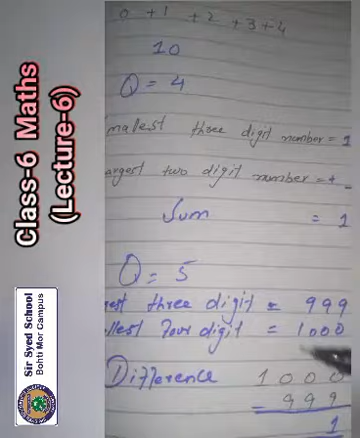 Class-6 Maths
(Lecture-6)
Sir Syed School
Bohti Mor Campus
0 +1 +2 +3+4
10
Q = 4
mallest three digit number = 1
argest two digit number = +
Sum = 1
Q = 5
est three digit = 999
llest four digit = 1000
Difference 1000
999
1